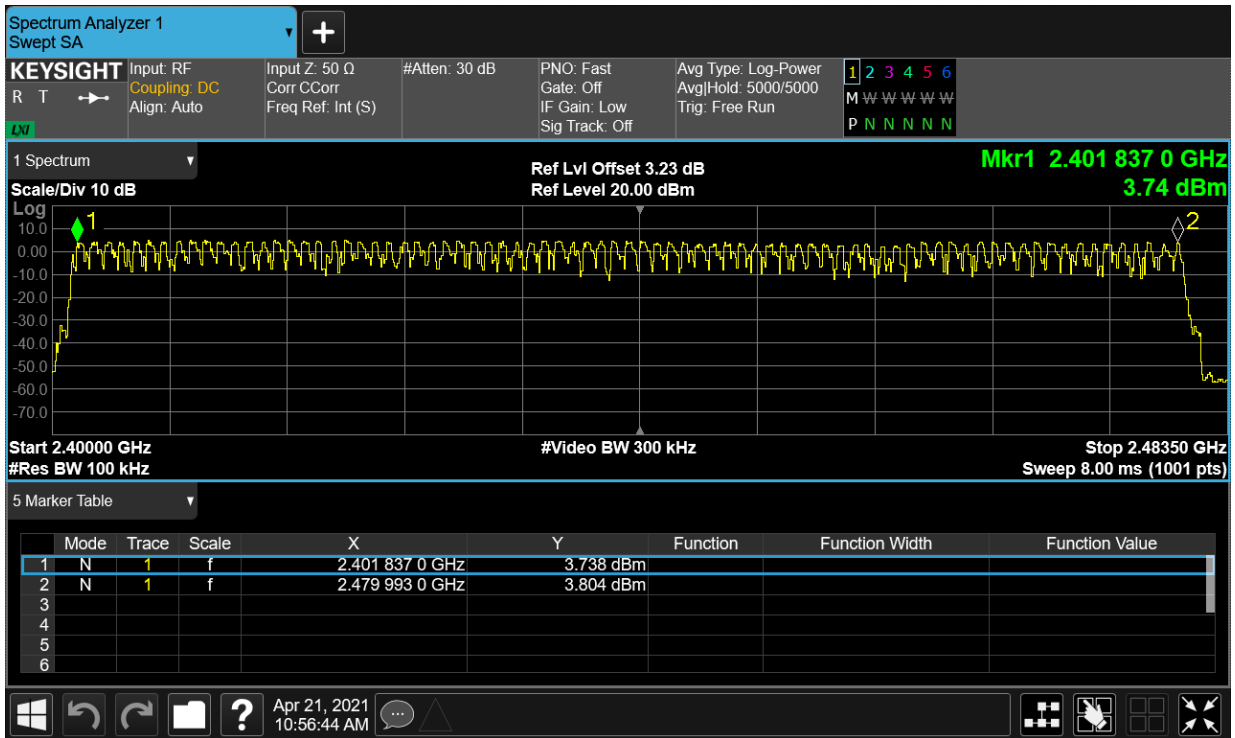 Spectrum Analyzer 1
Swept SA
KEYSIGHT
R T
LXI
Input: RF
Coupling: DC
Align: Auto
Input Z: 50 Ω
Corr CCorr
Freq Ref: Int (S)
#Atten: 30 dB
PNO: Fast
Gate: Off
IF Gain: Low
Sig Track: Off
Avg Type: Log-Power
Avg|Hold: 5000/5000
Trig: Free Run
1 2 3 4 5 6
M W W W W W
P N N N N N
1 Spectrum
Scale/Div 10 dB
Ref Lvl Offset 3.23 dB
Ref Level 20.00 dBm
Mkr1 2.401 837 0 GHz
3.74 dBm
Log
1
2
10.0
0.00
-10.0
-20.0
-30.0
-40.0
-50.0
-60.0
-70.0
Start 2.40000 GHz
#Res BW 100 kHz
#Video BW 300 kHz
Stop 2.48350 GHz
Sweep 8.00 ms (1001 pts)
5 Marker Table
Mode Trace Scale X Y Function Function Width Function Value
1 N 1 f 2.401 837 0 GHz 3.738 dBm
2 N 1 f 2.479 993 0 GHz 3.804 dBm
3
4
5
6
?
Apr 21, 2021
10:56:44 AM